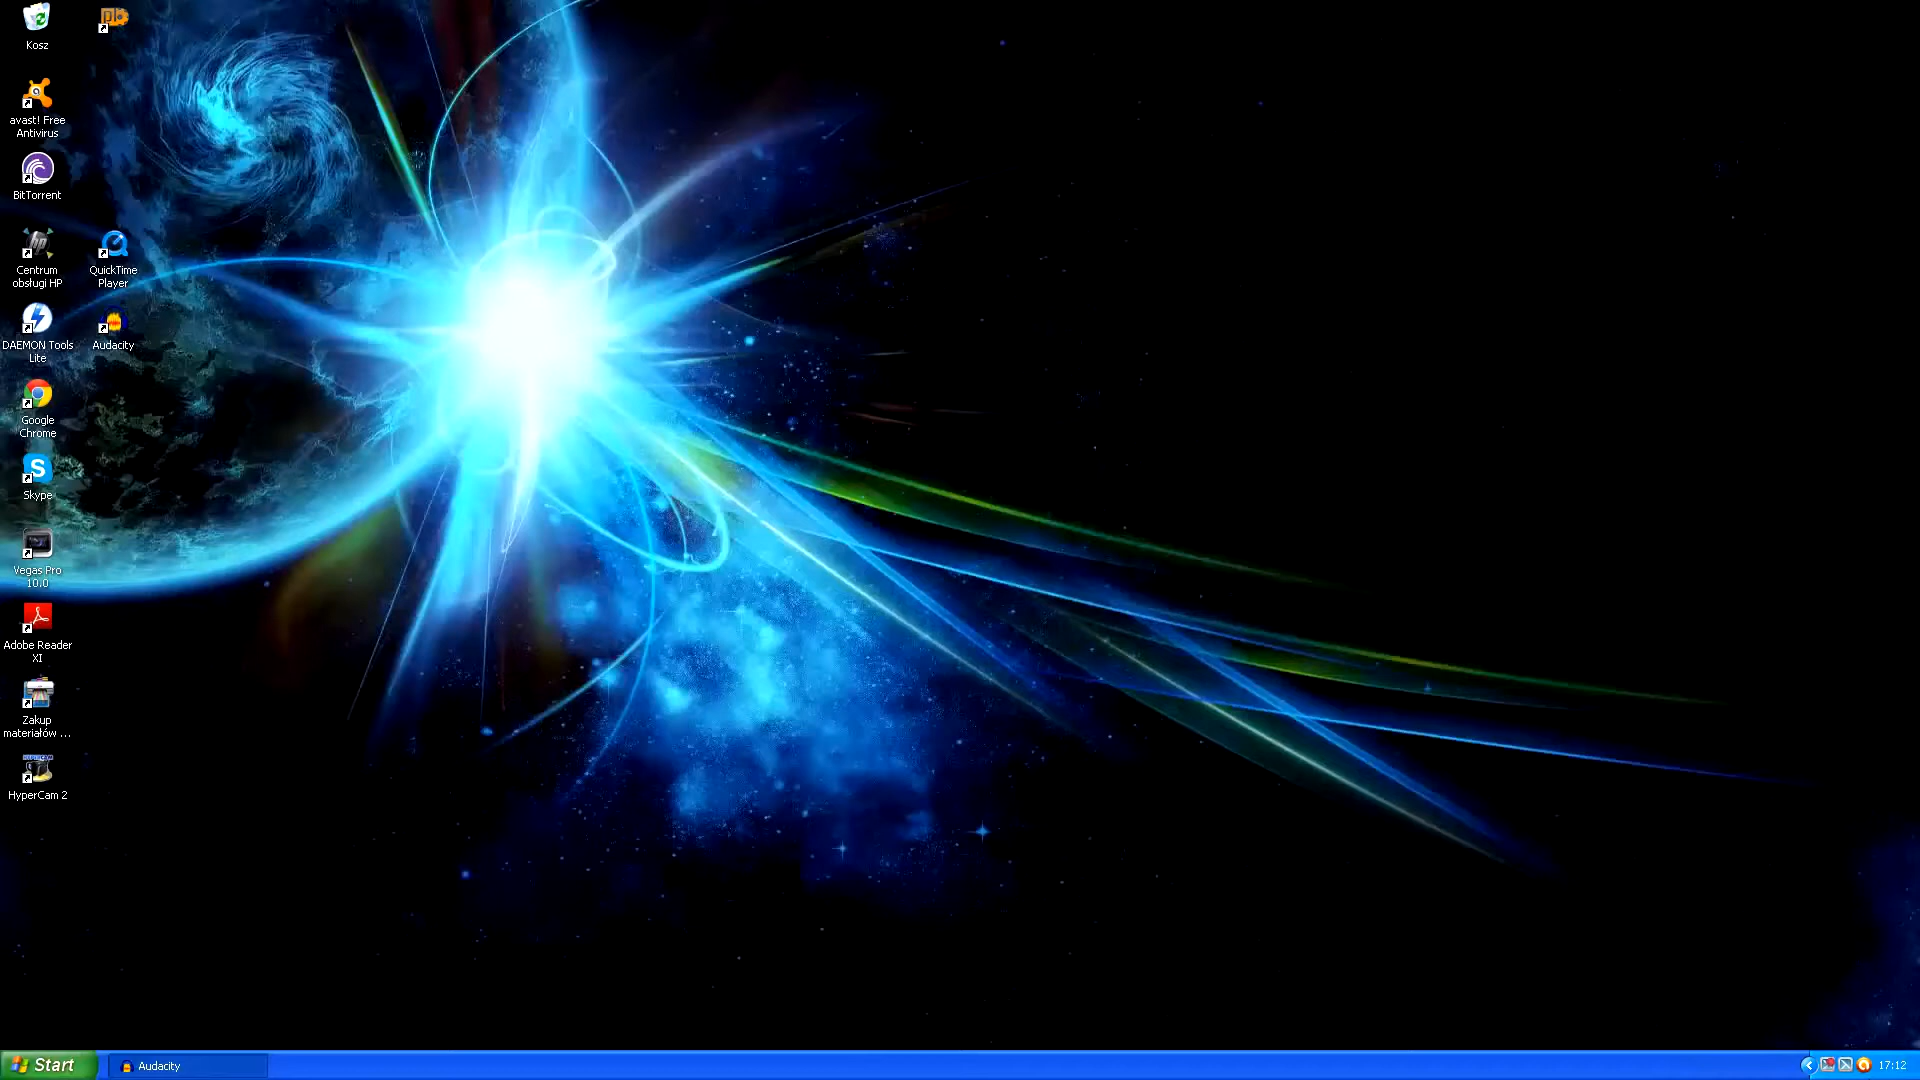 Kosz
pb
avast! Free
Antivirus
BitTorrent
Centrum
obsługi HP
QuickTime
Player
DAEMON Tools
Lite
Audacity
Google
Chrome
Skype
Vegas Pro
10.0
Adobe Reader
XI
Zakup
materiałów ...
HyperCam 2
Start
Audacity
17:12